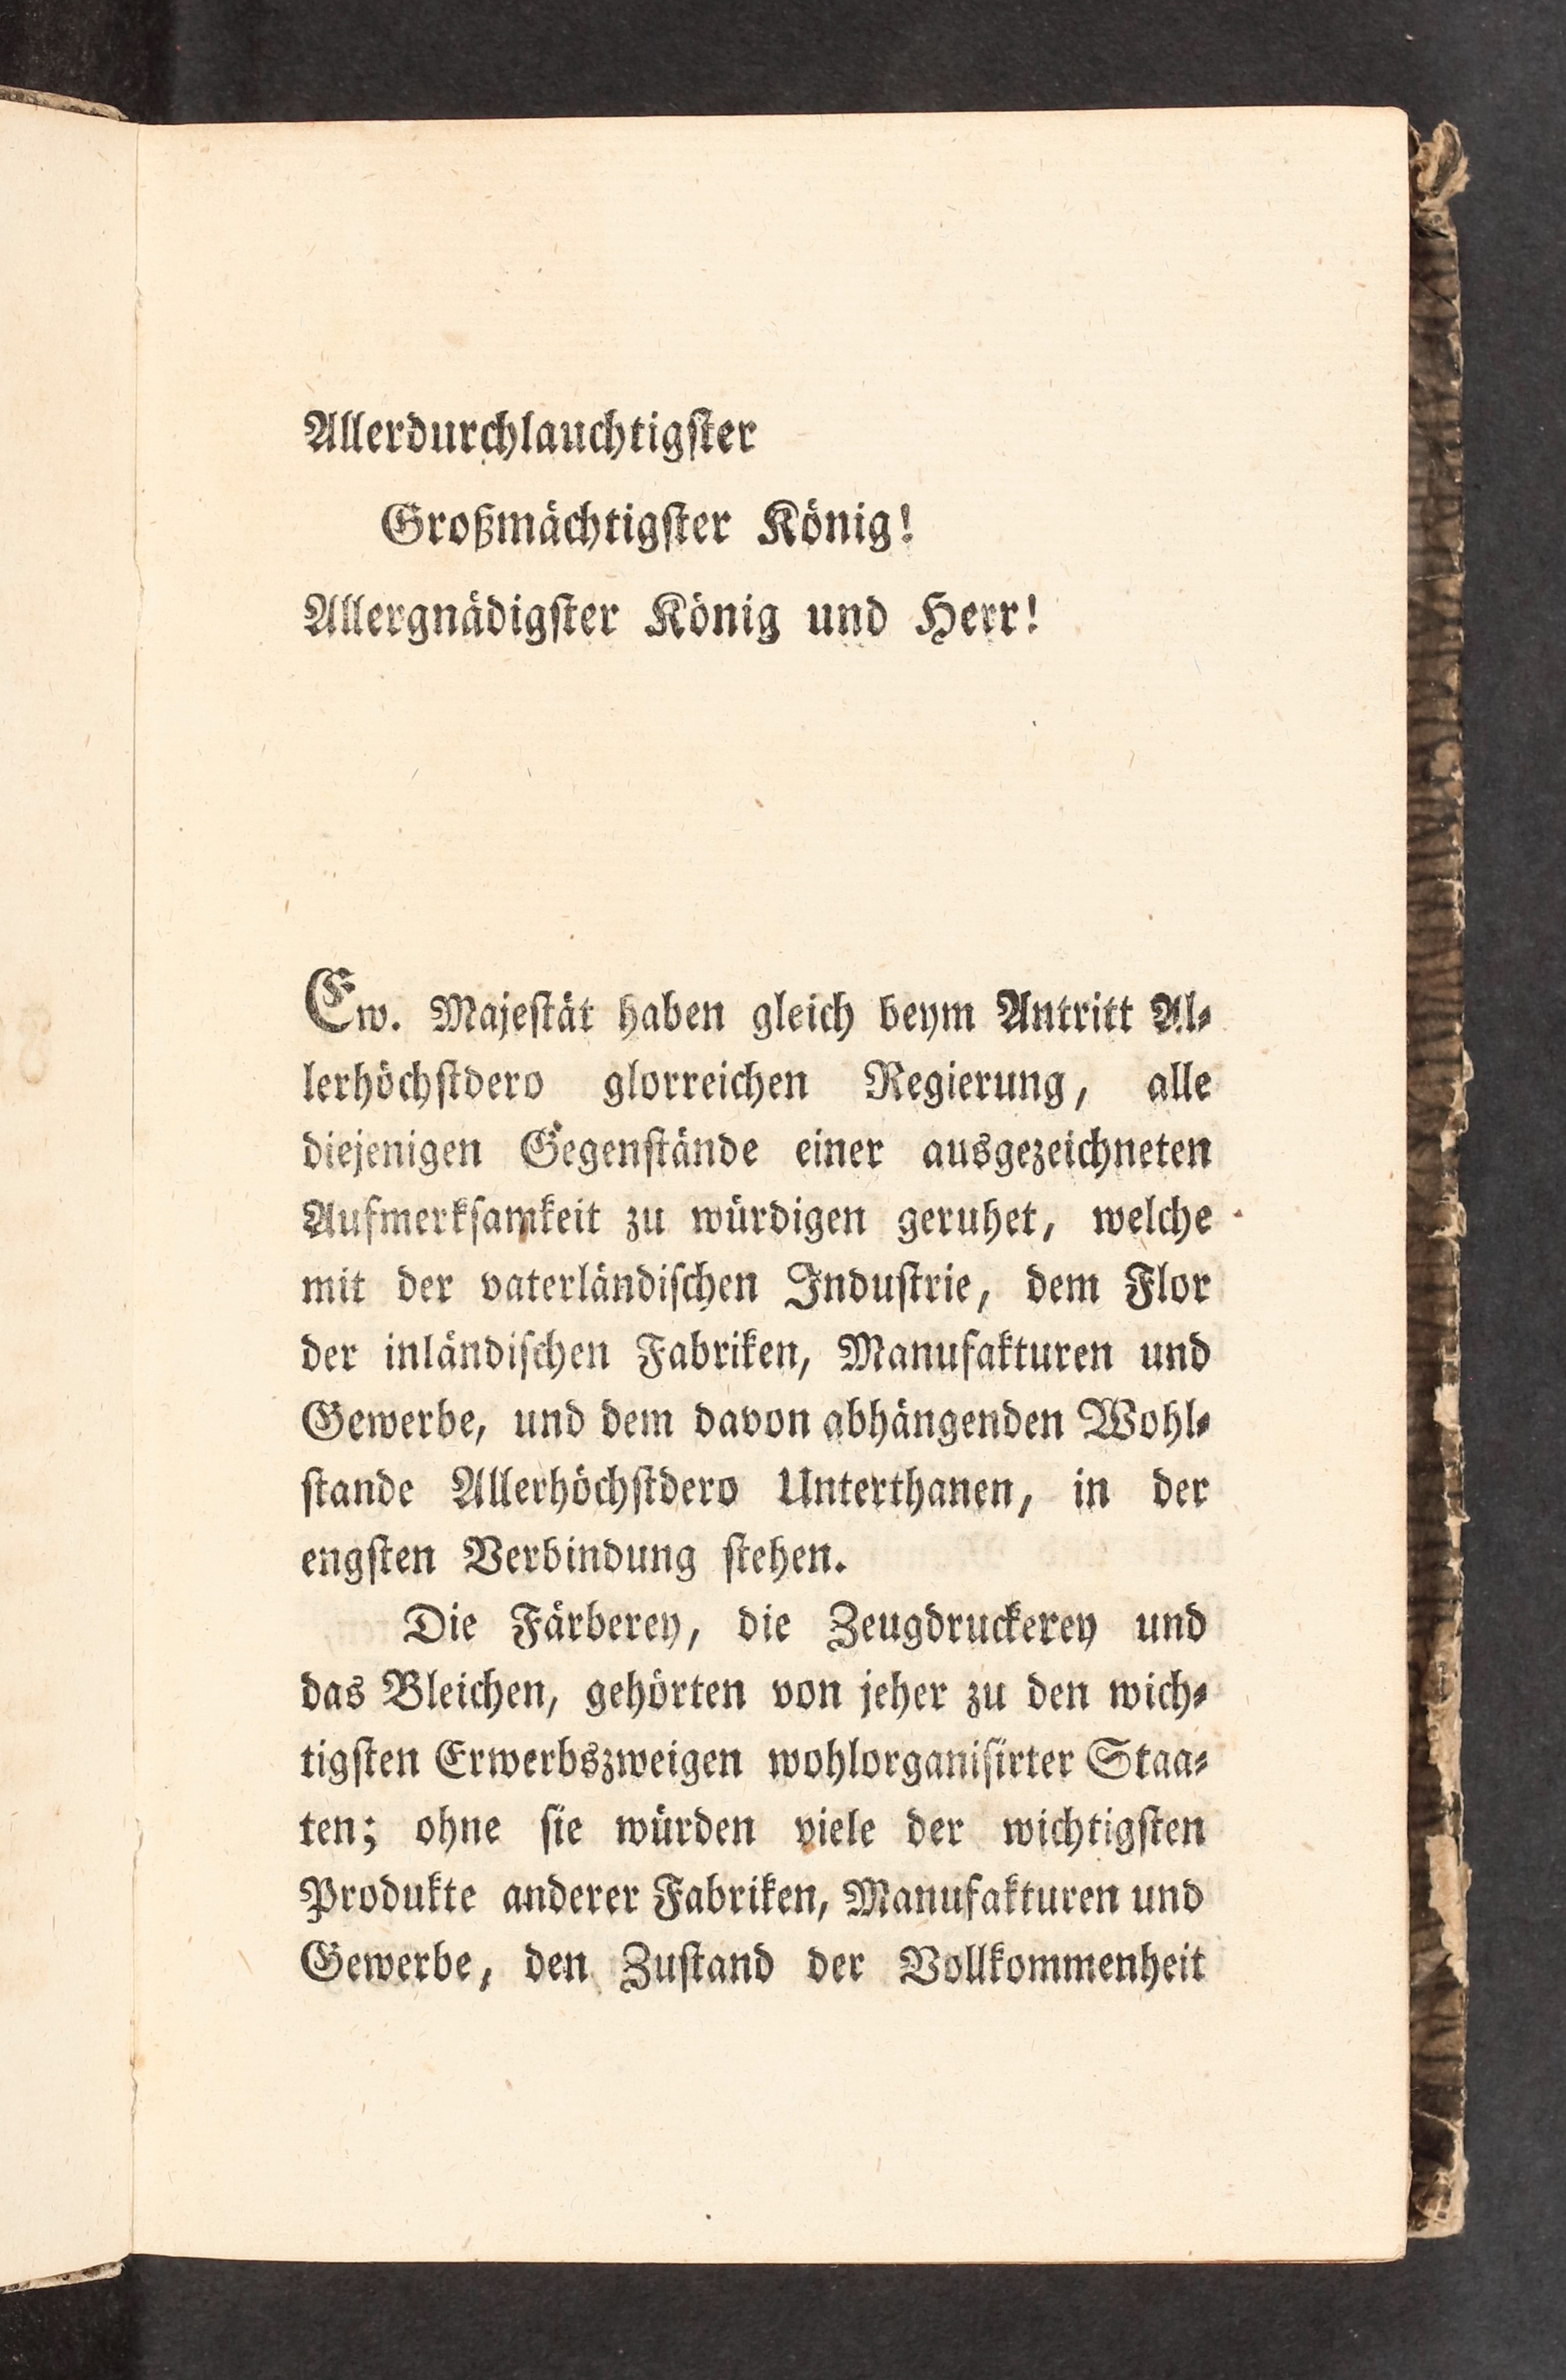 Allerdurchlauchtigſter
Großmächtigſter König!
Allergnädigſter König und Herr!
Ew. Majeſtät haben gleich beym Antritt Al⸗
lerhöchſtdero glorreichen Regierung, alle
diejenigen Gegenſtände einer ausgezeichneten
Aufmerkſamkeit zu würdigen geruhet, welche
mit der vaterländiſchen Induſtrie, dem Flor
der inländiſchen Fabriken, Manufakturen und
Gewerbe, und dem davon abhängenden Wohl⸗
ſtande Allerhöchſtdero Unterthanen, in der
engſten Verbindung ſtehen.
Die Färberey, die Zeugdruckerey und
das Bleichen, gehörten von jeher zu den wich⸗
tigſten Erwerbszweigen wohlorganiſirter Staa⸗
ten; ohne ſie würden viele der wichtigſten
Produkte anderer Fabriken, Manufakturen und
Gewerbe, den Zuſtand der Vollkommenheit